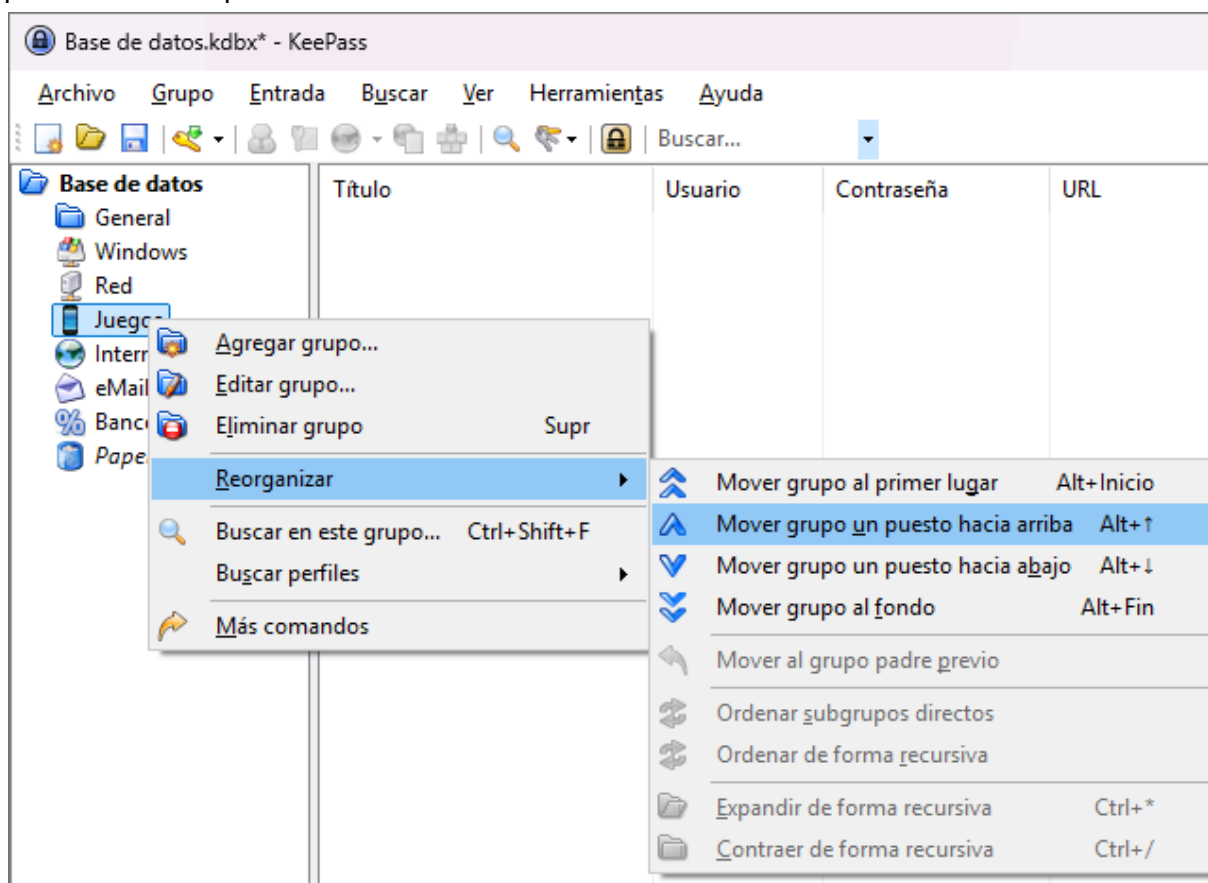 Base de datos.kdbx* - KeePass
Archivo Grupo Entrada Buscar Ver Herramientas Ayuda
Buscar...
Base de datos
General
Windows
Red
Título Usuario Contraseña URL
Agregar grupo...
Editar grupo...
eMail
Eliminar grupo Supr
Reorganizar
Buscar en este grupo... Ctrl+Shift+F
Buscar perfiles
Más comandos
Mover grupo al primer lugar Alt+Inicio
Mover grupo un puesto hacia arriba Alt+↑
Mover grupo un puesto hacia abajo Alt+↓
Mover grupo al fondo Alt+Fin
Mover al grupo padre previo
Ordenar subgrupos directos
Ordenar de forma recursiva
Expandir de forma recursiva Ctrl+*
Contraer de forma recursiva Ctrl+/